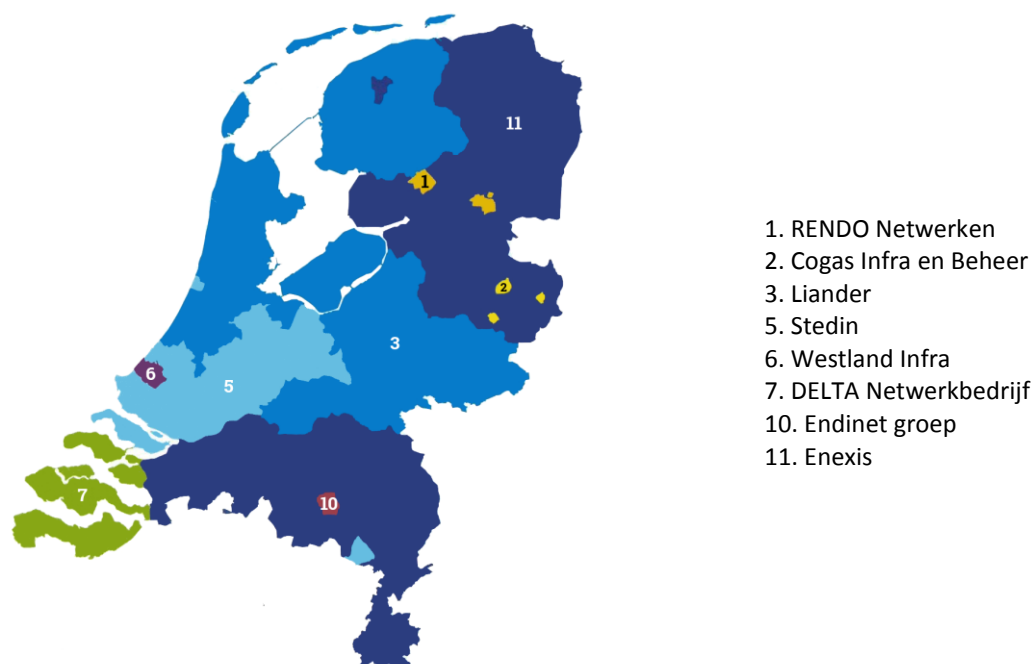 11
1
2
3
6
5
7
10
1. RENDO Netwerken
2. Cogas Infra en Beheer
3. Liander
5. Stedin
6. Westland Infra
7. DELTA Netwerkbedrijf
10. Endinet groep
11. Enexis